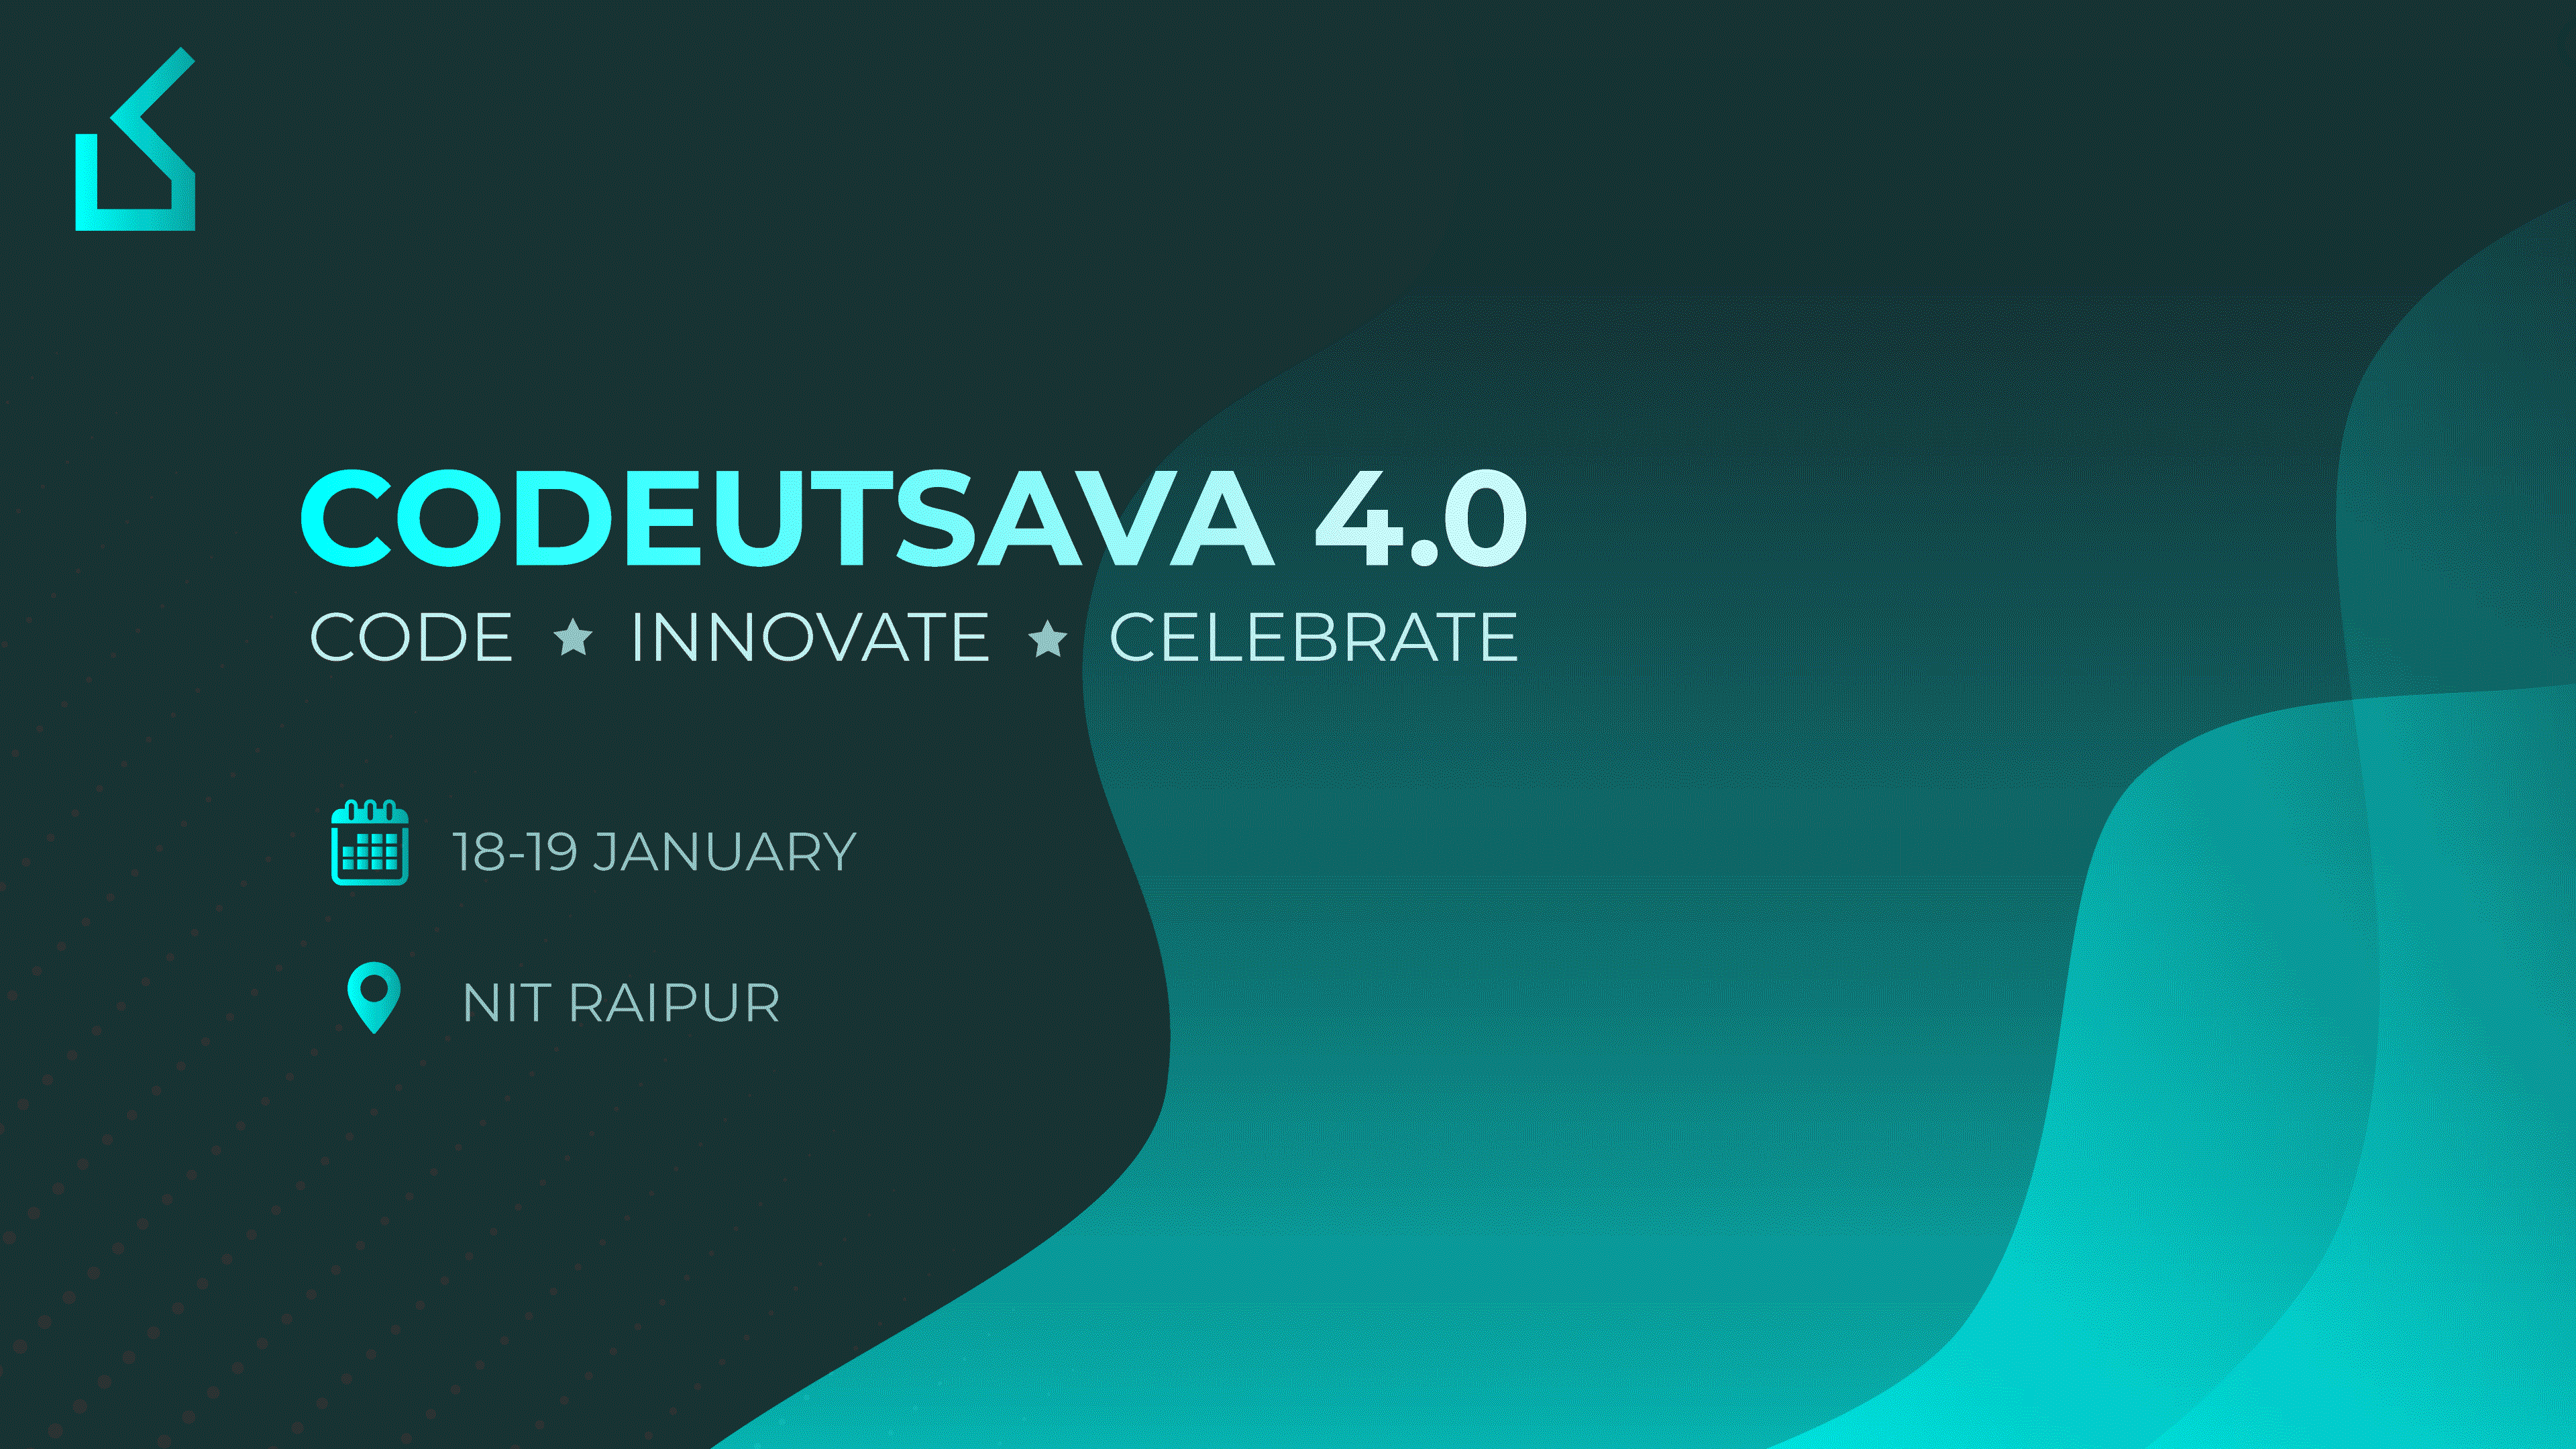 CODEUTSAVA 4.0
CODE ★ INNOVATE ★ CELEBRATE
18-19 JANUARY
NIT RAIPUR